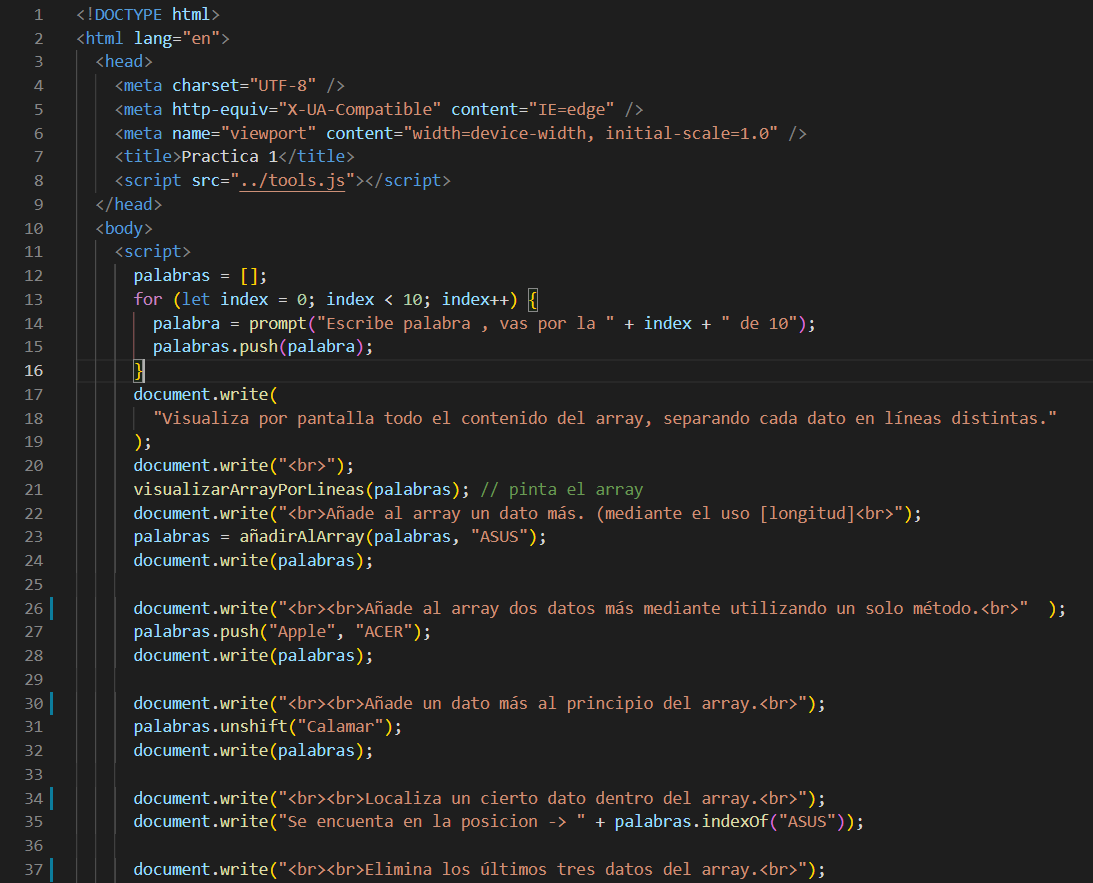 1 <!DOCTYPE html>
2 <html lang="en">
3 <head>
4 <meta charset="UTF-8" />
5 <meta http-equiv="X-UA-Compatible" content="IE=edge" />
6 <meta name="viewport" content="width=device-width, initial-scale=1.0" />
7 <title>Practica 1</title>
8 <script src="../tools.js"></script>
9 </head>
10 <body>
11 <script>
12 palabras = [];
13 for (let index = 0; index < 10; index++) {
14 palabra = prompt("Escribe palabra , vas por la " + index + " de 10");
15 palabras.push(palabra);
16 }
17 document.write(
18 "Visualiza por pantalla todo el contenido del array, separando cada dato en líneas distintas."
19 );
20 document.write("<br>");
21 visualizarArrayPorLineas(palabras); // pinta el array
22 document.write("<br>Añade al array un dato más. (mediante el uso [longitud]<br>");
23 palabras = añadirAlArray(palabras, "ASUS");
24 document.write(palabras);
25
26 document.write("<br><br>Añade al array dos datos más mediante utilizando un solo método.<br>"  );
27 palabras.push("Apple", "ACER");
28 document.write(palabras);
29
30 document.write("<br><br>Añade un dato más al principio del array.<br>");
31 palabras.unshift("Calamar");
32 document.write(palabras);
33
34 document.write("<br><br>Localiza un cierto dato dentro del array.<br>");
35 document.write("Se encuenta en la posicion -> " + palabras.indexOf("ASUS"));
36
37 document.write("<br><br>Elimina los últimos tres datos del array.<br>");